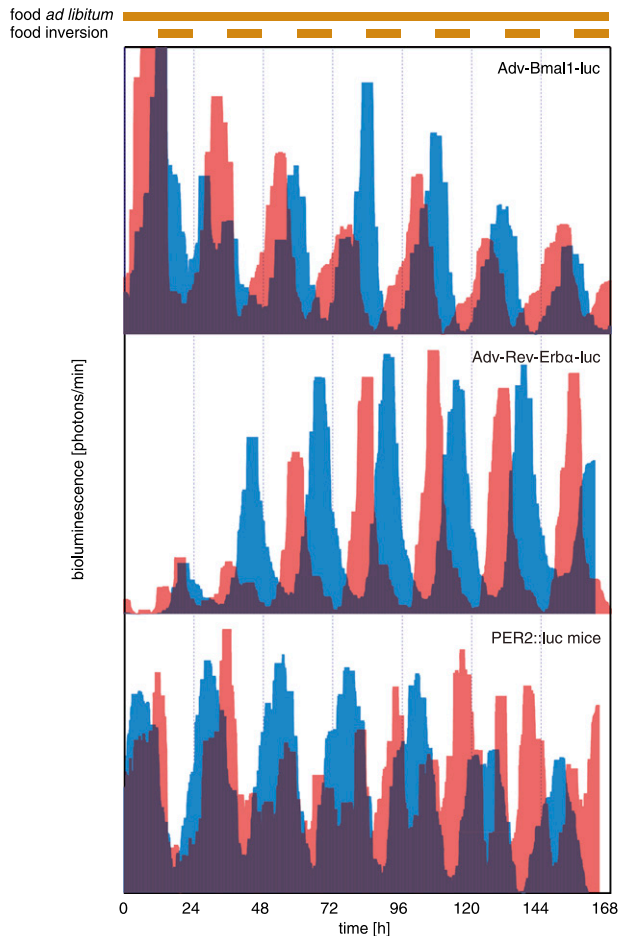 food ad libitum
food inversion
Adv-Bmal1-luc
Adv-Rev-Erbα-luc
PER2::luc mice
bioluminescence [photons/min]
0 24 48 72 96 120 144 168
time [h]